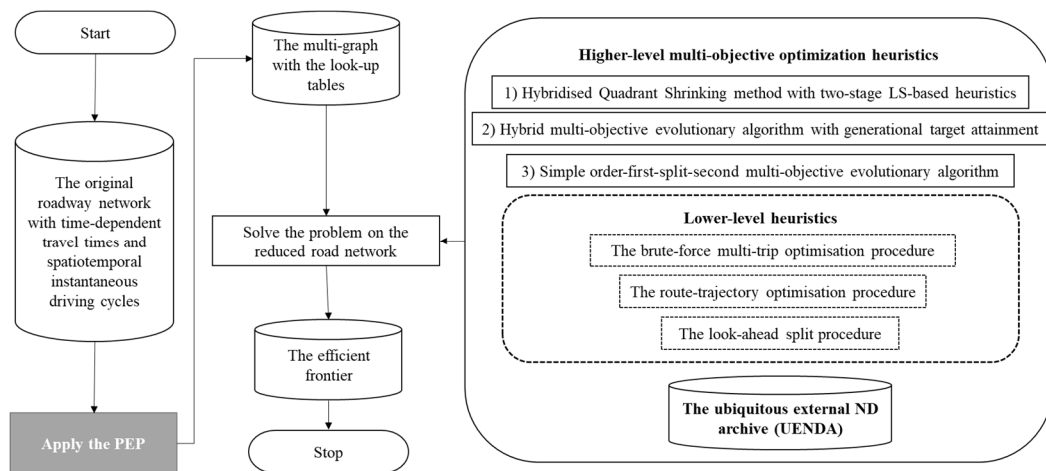 Start
The original
roadway network
with time-dependent
travel times and
spatiotemporal
instantaneous
driving cycles
Apply the PEP
The multi-graph
with the look-up
tables
Solve the problem on the
reduced road network
The efficient
frontier
Stop
Higher-level multi-objective optimization heuristics
1) Hybridised Quadrant Shrinking method with two-stage LS-based heuristics
2) Hybrid multi-objective evolutionary algorithm with generational target attainment
3) Simple order-first-split-second multi-objective evolutionary algorithm
Lower-level heuristics
The brute-force multi-trip optimisation procedure
The route-trajectory optimisation procedure
The look-ahead split procedure
The ubiquitous external ND
archive (UENDA)